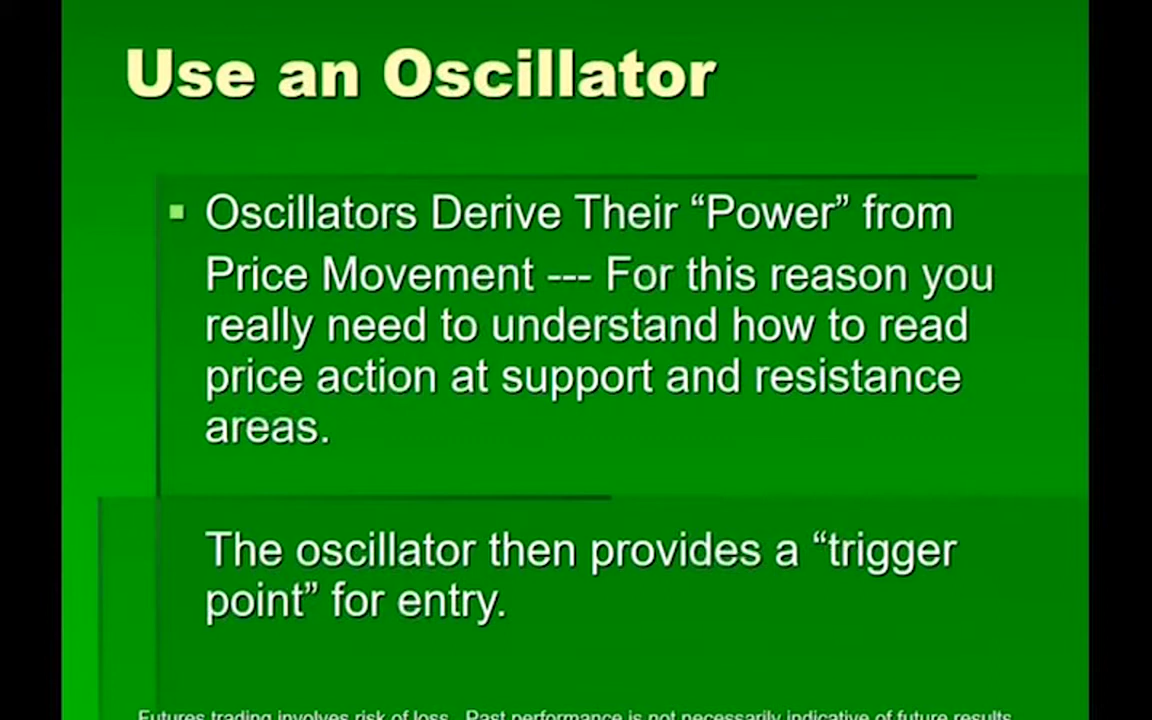 Use an Oscillator
Oscillators Derive Their “Power” from
Price Movement --- For this reason you
really need to understand how to read
price action at support and resistance
areas.
The oscillator then provides a “trigger
point” for entry.
Futures trading involves risk of loss. Past performance is not necessarily indicative of future results.